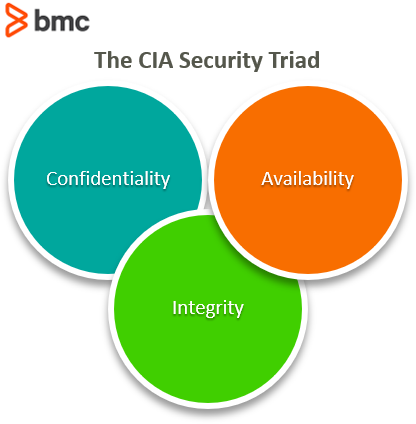 bmc
The CIA Security Triad
Confidentiality
Availability
Integrity